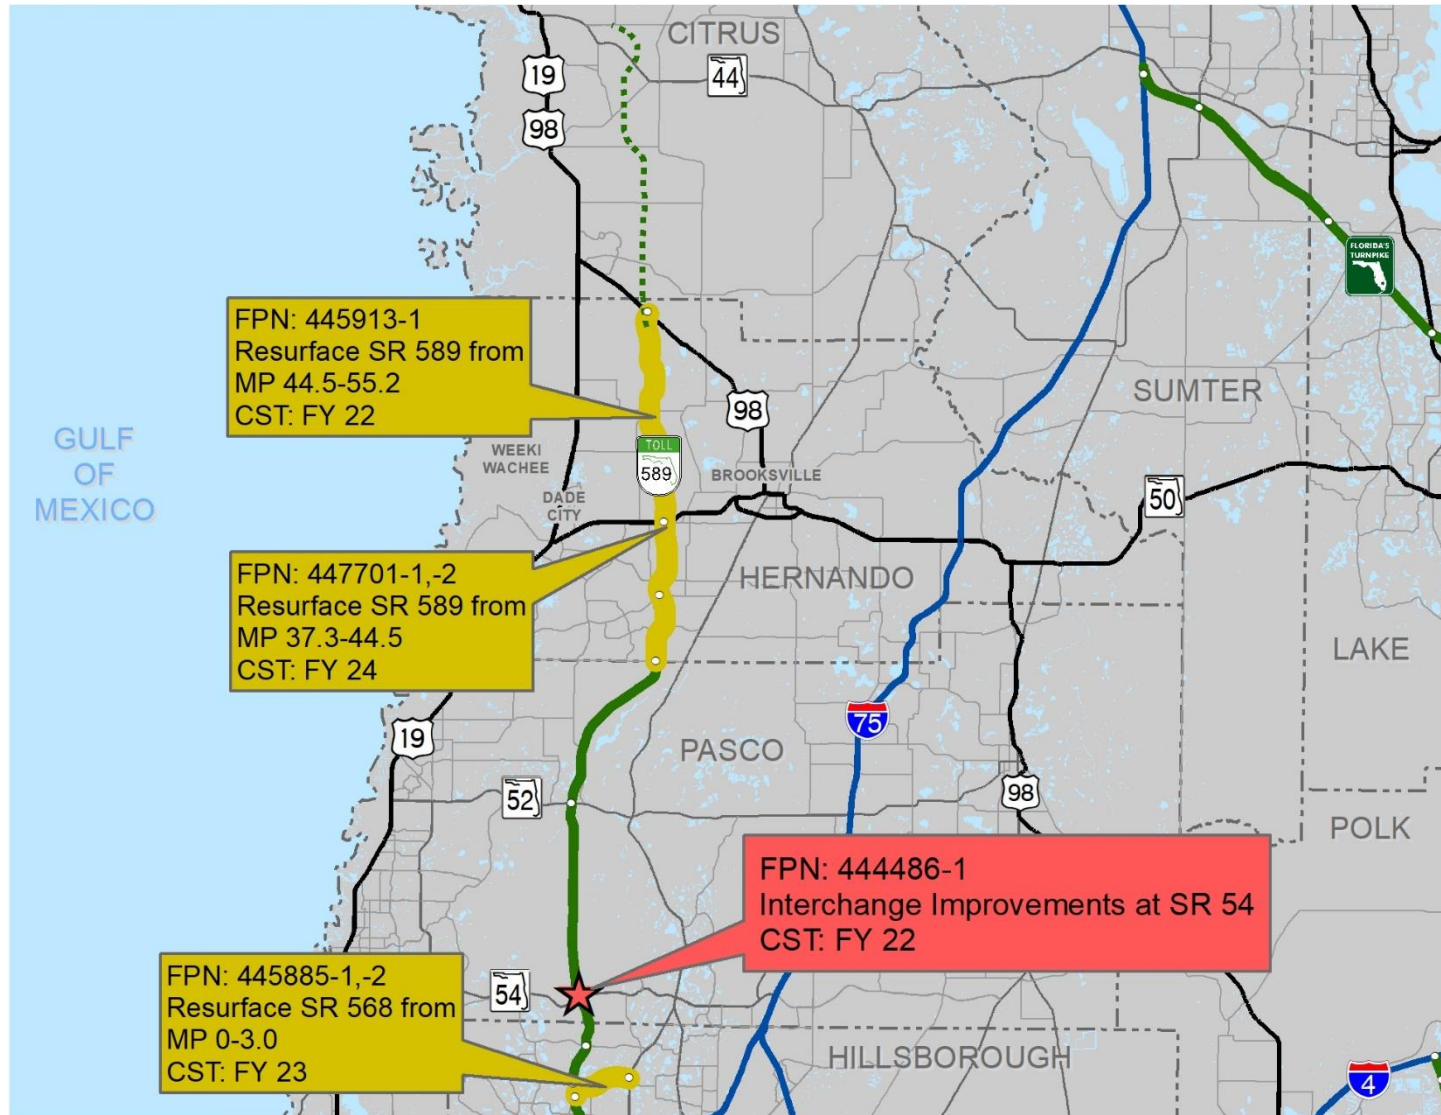 CITRUS
19
44
98
FLORIDA'S
TURNPIKE
FPN: 445913-1
Resurface SR 589 from
MP 44.5-55.2
CST: FY 22
SUMTER
98
GULF
OF
MEXICO
WEEKI
WACHEE
TOLL
589
BROOKSVILLE
DADE
CITY
50
FPN: 447701-1,-2
Resurface SR 589 from
MP 37.3-44.5
CST: FY 24
HERNANDO
LAKE
19
75
PASCO
52
98
POLK
FPN: 444486-1
Interchange Improvements at SR 54
CST: FY 22
FPN: 445885-1,-2
Resurface SR 568 from
MP 0-3.0
CST: FY 23
54
HILLSBOROUGH
4